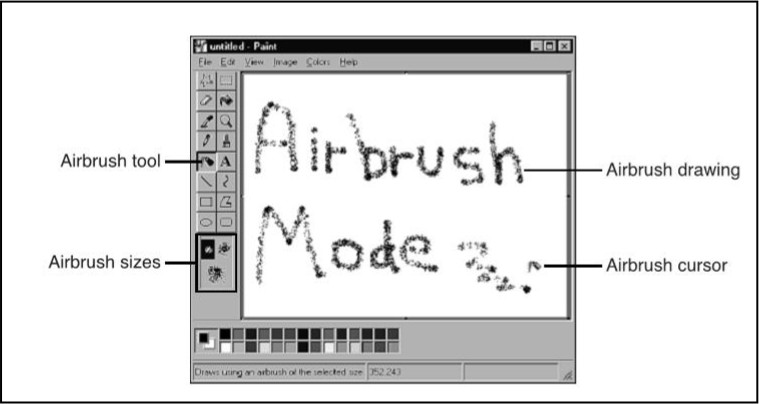 untitled - Paint
File Edit View Image Colors Help
A
Airbrush
Mode
Airbrush tool
Airbrush drawing
Airbrush sizes
Airbrush cursor
Draws using an airbrush of the selected size. 352,243